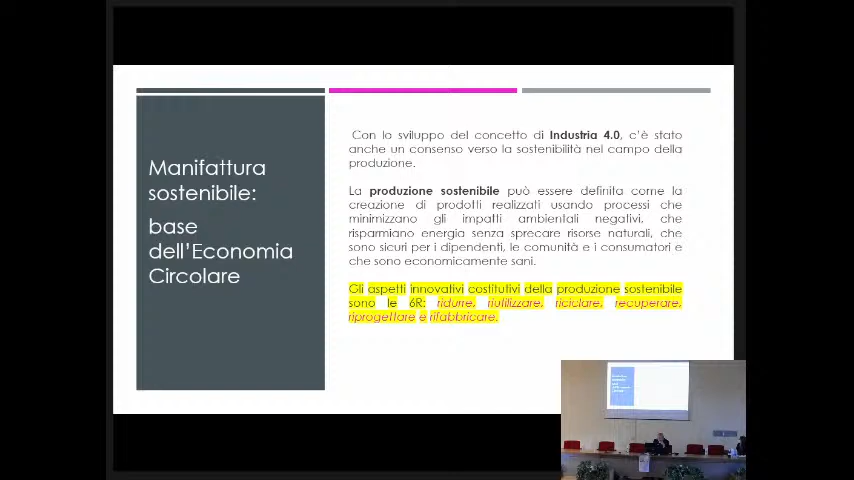 Manifattura
sostenibile:
base
dell'Economia
Circolare
Con lo sviluppo del concetto di Industria 4.0, c'è stato
anche un consenso verso la sostenibilità nel campo della
produzione.
La produzione sostenibile può essere definita come la
creazione di prodotti realizzati usando processi che
minimizzano gli impatti ambientali negativi, che
risparmiano energia senza sprecare risorse naturali, che
sono sicuri per i dipendenti, le comunità e i consumatori e
che sono economicamente sani.
Gli aspetti innovativi costitutivi della produzione sostenibile
sono le 6R: ridurre, riutilizzare, riciclare, recuperare,
riprogettare e rifabbricare.